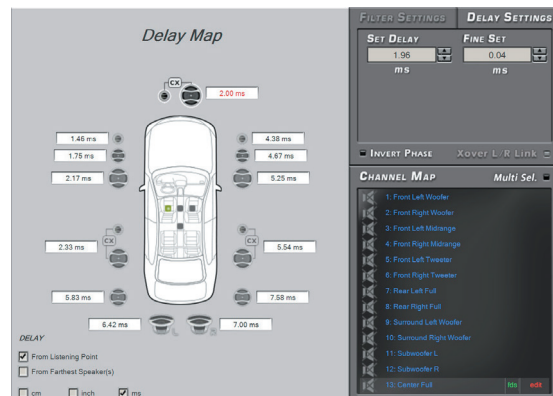 Delay Map
CX
2.00 ms
1.46 ms
4.38 ms
1.75 ms
4.67 ms
2.17 ms
5.25 ms
CX
CX
2.33 ms
5.54 ms
5.83 ms
7.58 ms
6.42 ms
L
R
7.00 ms
DELAY
From Listening Point
From Farthest Speaker(s)
cm
inch
ms
FILTER SETTINGS
DELAY SETTINGS
SET DELAY
FINE SET
1.96
0.04
ms
ms
INVERT PHASE
Xover L/R Link
CHANNEL MAP
Multi Sel.
1: Front Left Woofer
2: Front Right Woofer
3: Front Left Midrange
4: Front Right Midrange
5: Front Left Tweeter
6: Front Right Tweeter
7: Rear Left Full
8: Rear Right Full
9: Surround Left Woofer
10: Surround Right Woofer
11: Subwoofer L
12: Subwoofer R
13: Center Full
fds
edit